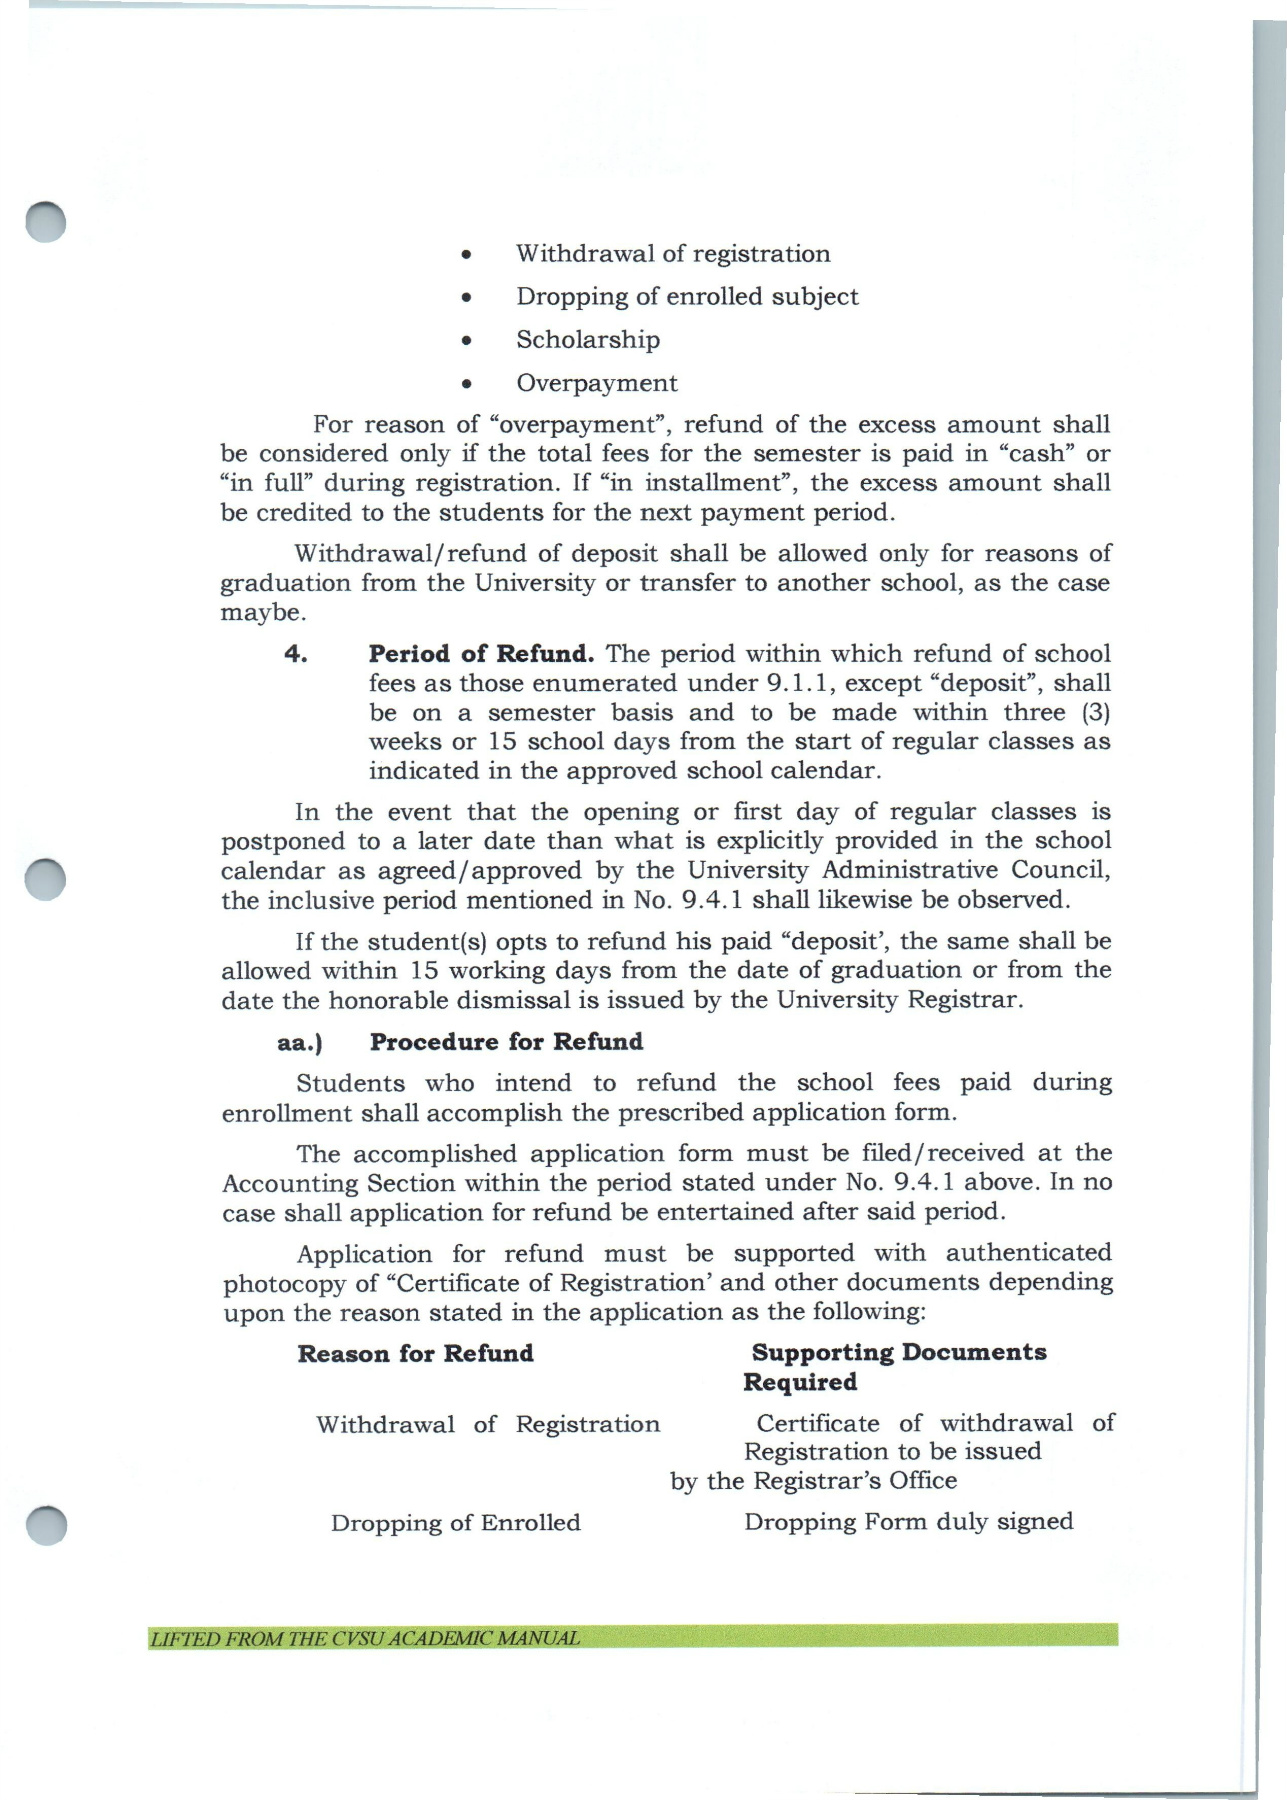 • Withdrawal of registration
• Dropping of enrolled subject
• Scholarship
• Overpayment
For reason of “overpayment”, refund of the excess amount shall
be considered only if the total fees for the semester is paid in “cash” or
“in full” during registration. If “in installment”, the excess amount shall
be credited to the students for the next payment period.
Withdrawal/refund of deposit shall be allowed only for reasons of
graduation from the University or transfer to another school, as the case
maybe.
4. Period of Refund. The period within which refund of school
fees as those enumerated under 9.1.1, except “deposit”, shall
be on a semester basis and to be made within three (3)
weeks or 15 school days from the start of regular classes as
indicated in the approved school calendar.
In the event that the opening or first day of regular classes is
postponed to a later date than what is explicitly provided in the school
calendar as agreed/approved by the University Administrative Council,
the inclusive period mentioned in No. 9.4.1 shall likewise be observed.
If the student(s) opts to refund his paid “deposit’, the same shall be
allowed within 15 working days from the date of graduation or from the
date the honorable dismissal is issued by the University Registrar.
aa.) Procedure for Refund
Students who intend to refund the school fees paid during
enrollment shall accomplish the prescribed application form.
The accomplished application form must be filed/received at the
Accounting Section within the period stated under No. 9.4.1 above. In no
case shall application for refund be entertained after said period.
Application for refund must be supported with authenticated
photocopy of “Certificate of Registration’ and other documents depending
upon the reason stated in the application as the following:
Reason for Refund Supporting Documents
Required
Withdrawal of Registration Certificate of withdrawal of
Registration to be issued
by the Registrar’s Office
Dropping of Enrolled Dropping Form duly signed
LIFTED FROM THE CVSU ACADEMIC MANUAL